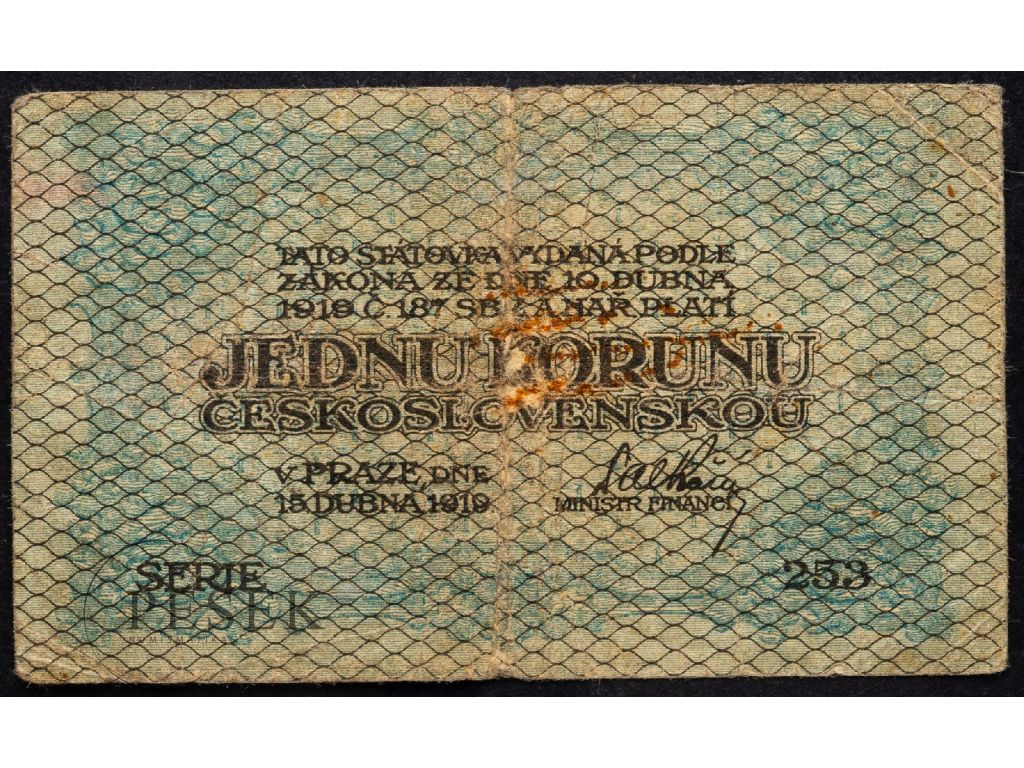 TATO STÁTOVKA VYDANÁ PODLE
ZÁKONA ZE DNE 10. DUBNA
1919 Č. 187 SB. Z. A NAŘ. PLATÍ
JEDNU KORUNU
ČESKOSLOVENSKOU
V PRAZE, DNE
15. DUBNA 1919.
MINISTR FINANCÍ
SERIE 253
PESEK